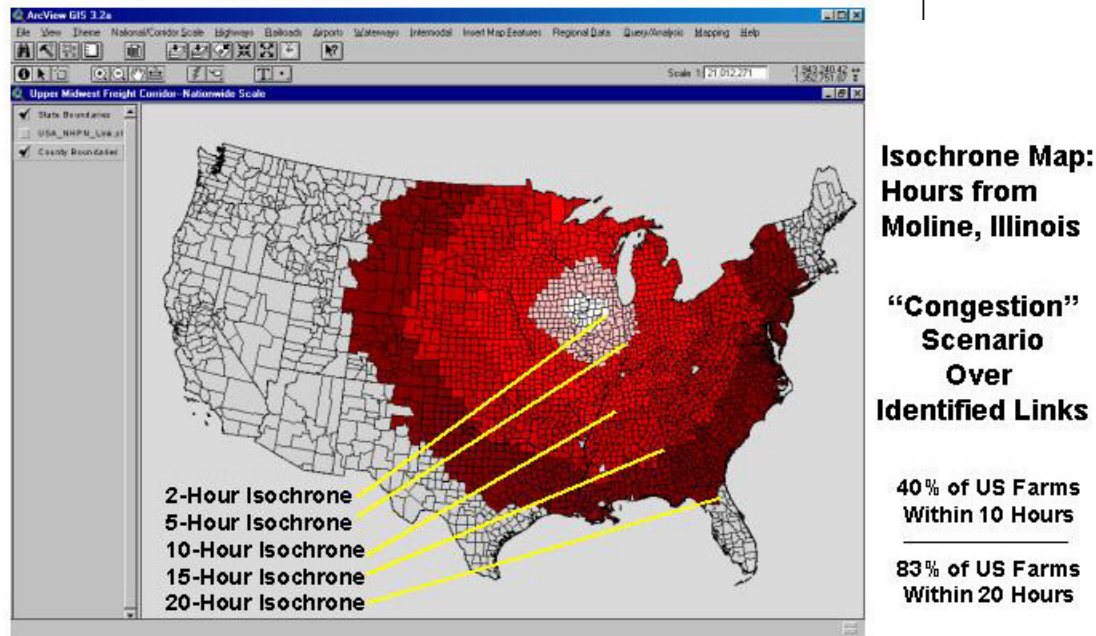 ArcView GIS 3.2a
File View Theme National/Corridor Scale Highways Railroads Airports Waterways Intermodal Insert Map Features Regional Data Query/Analysis Mapping Help
Scale 1: 21,012,271
Upper Midwest Freight Corridor--Nationwide Scale
State Boundaries
County Boundaries
Isochrone Map:
Hours from
Moline, Illinois
“Congestion”
Scenario
Over
Identified Links
40% of US Farms
Within 10 Hours
83% of US Farms
Within 20 Hours
2-Hour Isochrone
5-Hour Isochrone
10-Hour Isochrone
15-Hour Isochrone
20-Hour Isochrone